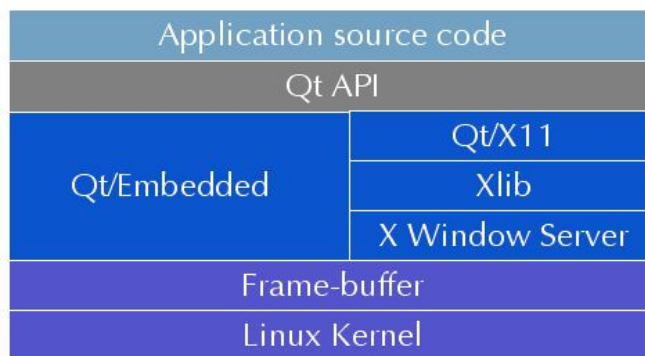 Application source code
Qt API
Qt/Embedded
Qt/X11
Xlib
X Window Server
Frame-buffer
Linux Kernel